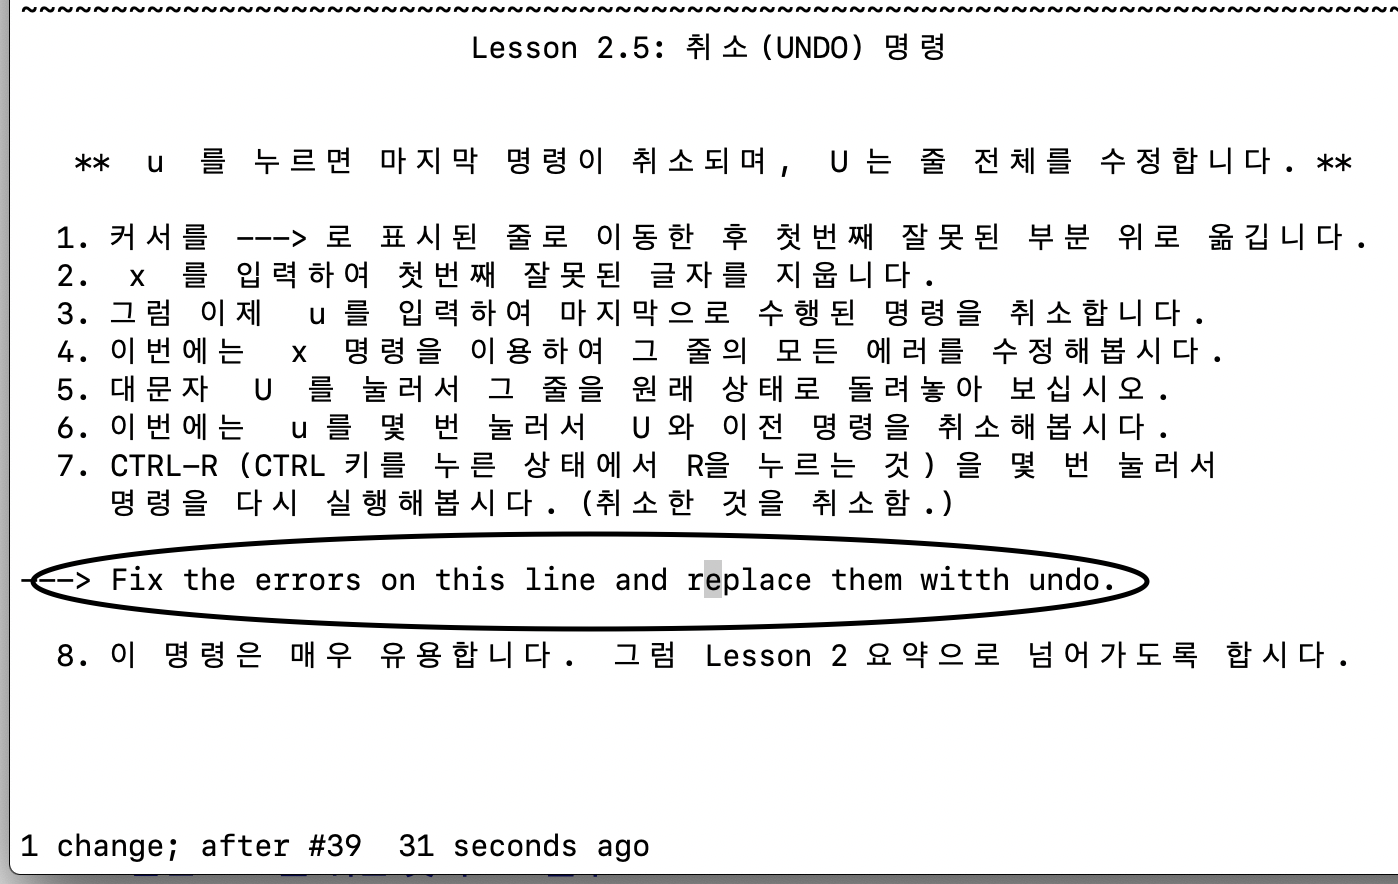 ~~~~~~~~~~~~~~~~~~~~~~~~~~~~~~~~~~~~~~~~~~~~~~~~~~~~~~~~~~~~~~~~~~~~~~~~~~~~
Lesson 2.5: 취소(UNDO) 명령
** u 를 누르면 마지막 명령이 취소되며, U 는 줄 전체를 수정합니다. **
1. 커서를 ---> 로 표시된 줄로 이동한 후 첫번째 잘못된 부분 위로 옮깁니다.
2. x 를 입력하여 첫번째 잘못된 글자를 지웁니다.
3. 그럼 이제 u 를 입력하여 마지막으로 수행된 명령을 취소합니다.
4. 이번에는 x 명령을 이용하여 그 줄의 모든 에러를 수정해봅시다.
5. 대문자 U 를 눌러서 그 줄을 원래 상태로 돌려놓아 보십시오.
6. 이번에는 u 를 몇 번 눌러서 U 와 이전 명령을 취소해봅시다.
7. CTRL-R (CTRL 키를 누른 상태에서 R을 누르는 것) 을 몇 번 눌러서
명령을 다시 실행해봅시다. (취소한 것을 취소함.)
---> Fix the errors on this line and replace them witth undo.
8. 이 명령은 매우 유용합니다. 그럼 Lesson 2 요약으로 넘어가도록 합시다.
1 change; after #39  31 seconds ago